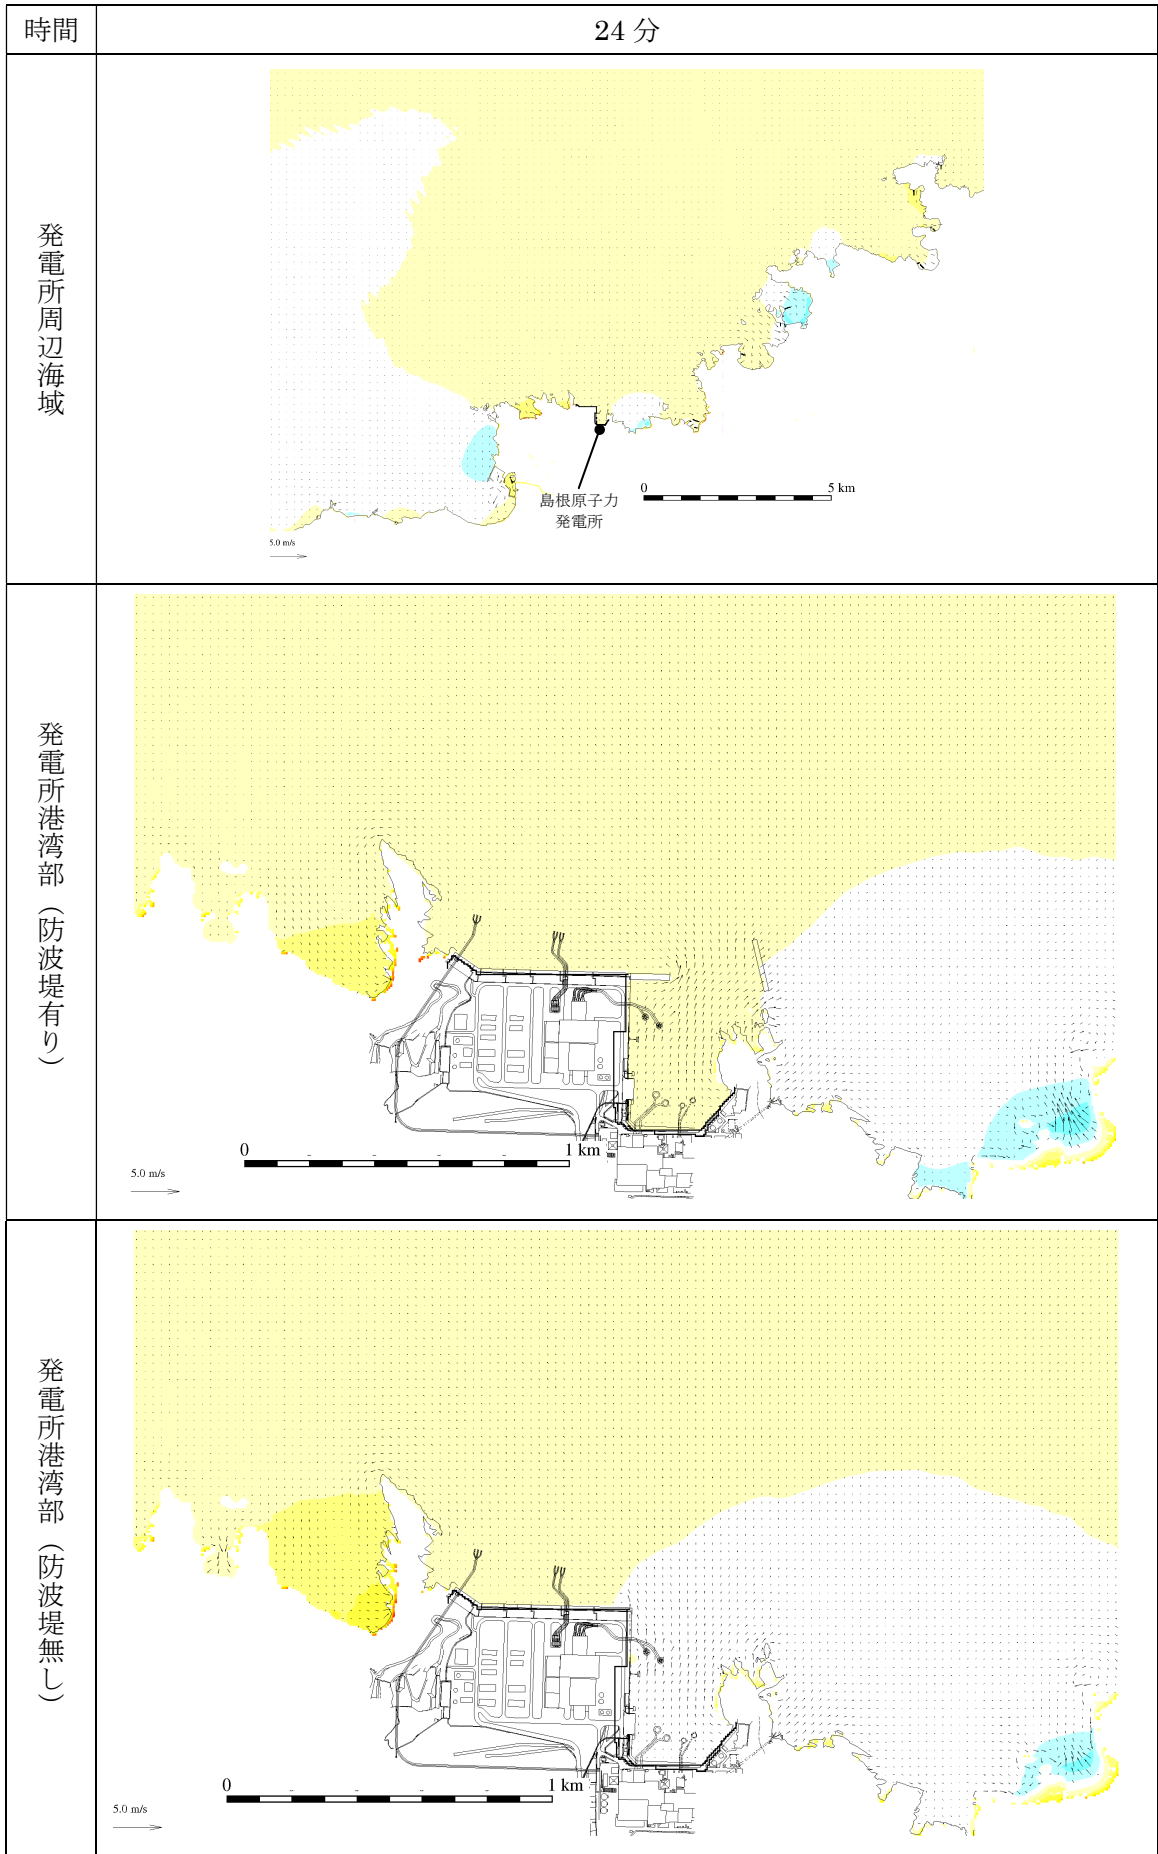 時間
24 分
発電所周辺海域
島根原子力
発電所
0
5 km
5.0 m/s
発電所港湾部（防波堤有り）
0
1 km
5.0 m/s
発電所港湾部（防波堤無し）
0
1 km
5.0 m/s